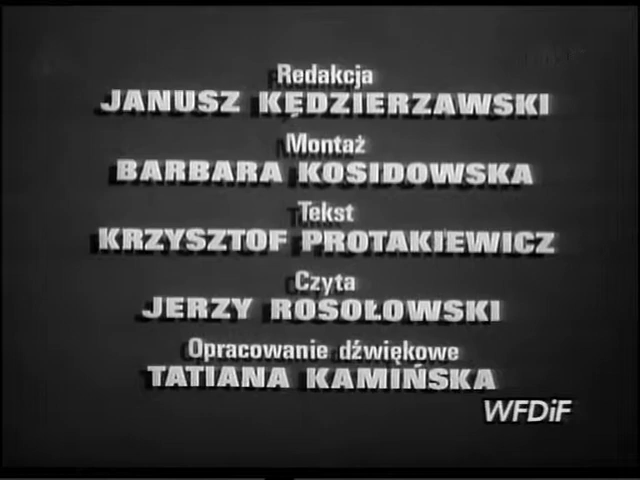 Redakcja
JANUSZ KĘDZIERZAWSKI
Montaż
BARBARA KOSIDOWSKA
Tekst
KRZYSZTOF PROTAKIEWICZ
Czyta
JERZY ROSOŁOWSKI
Opracowanie dźwiękowe
TATIANA KAMIŃSKA
WFDiF